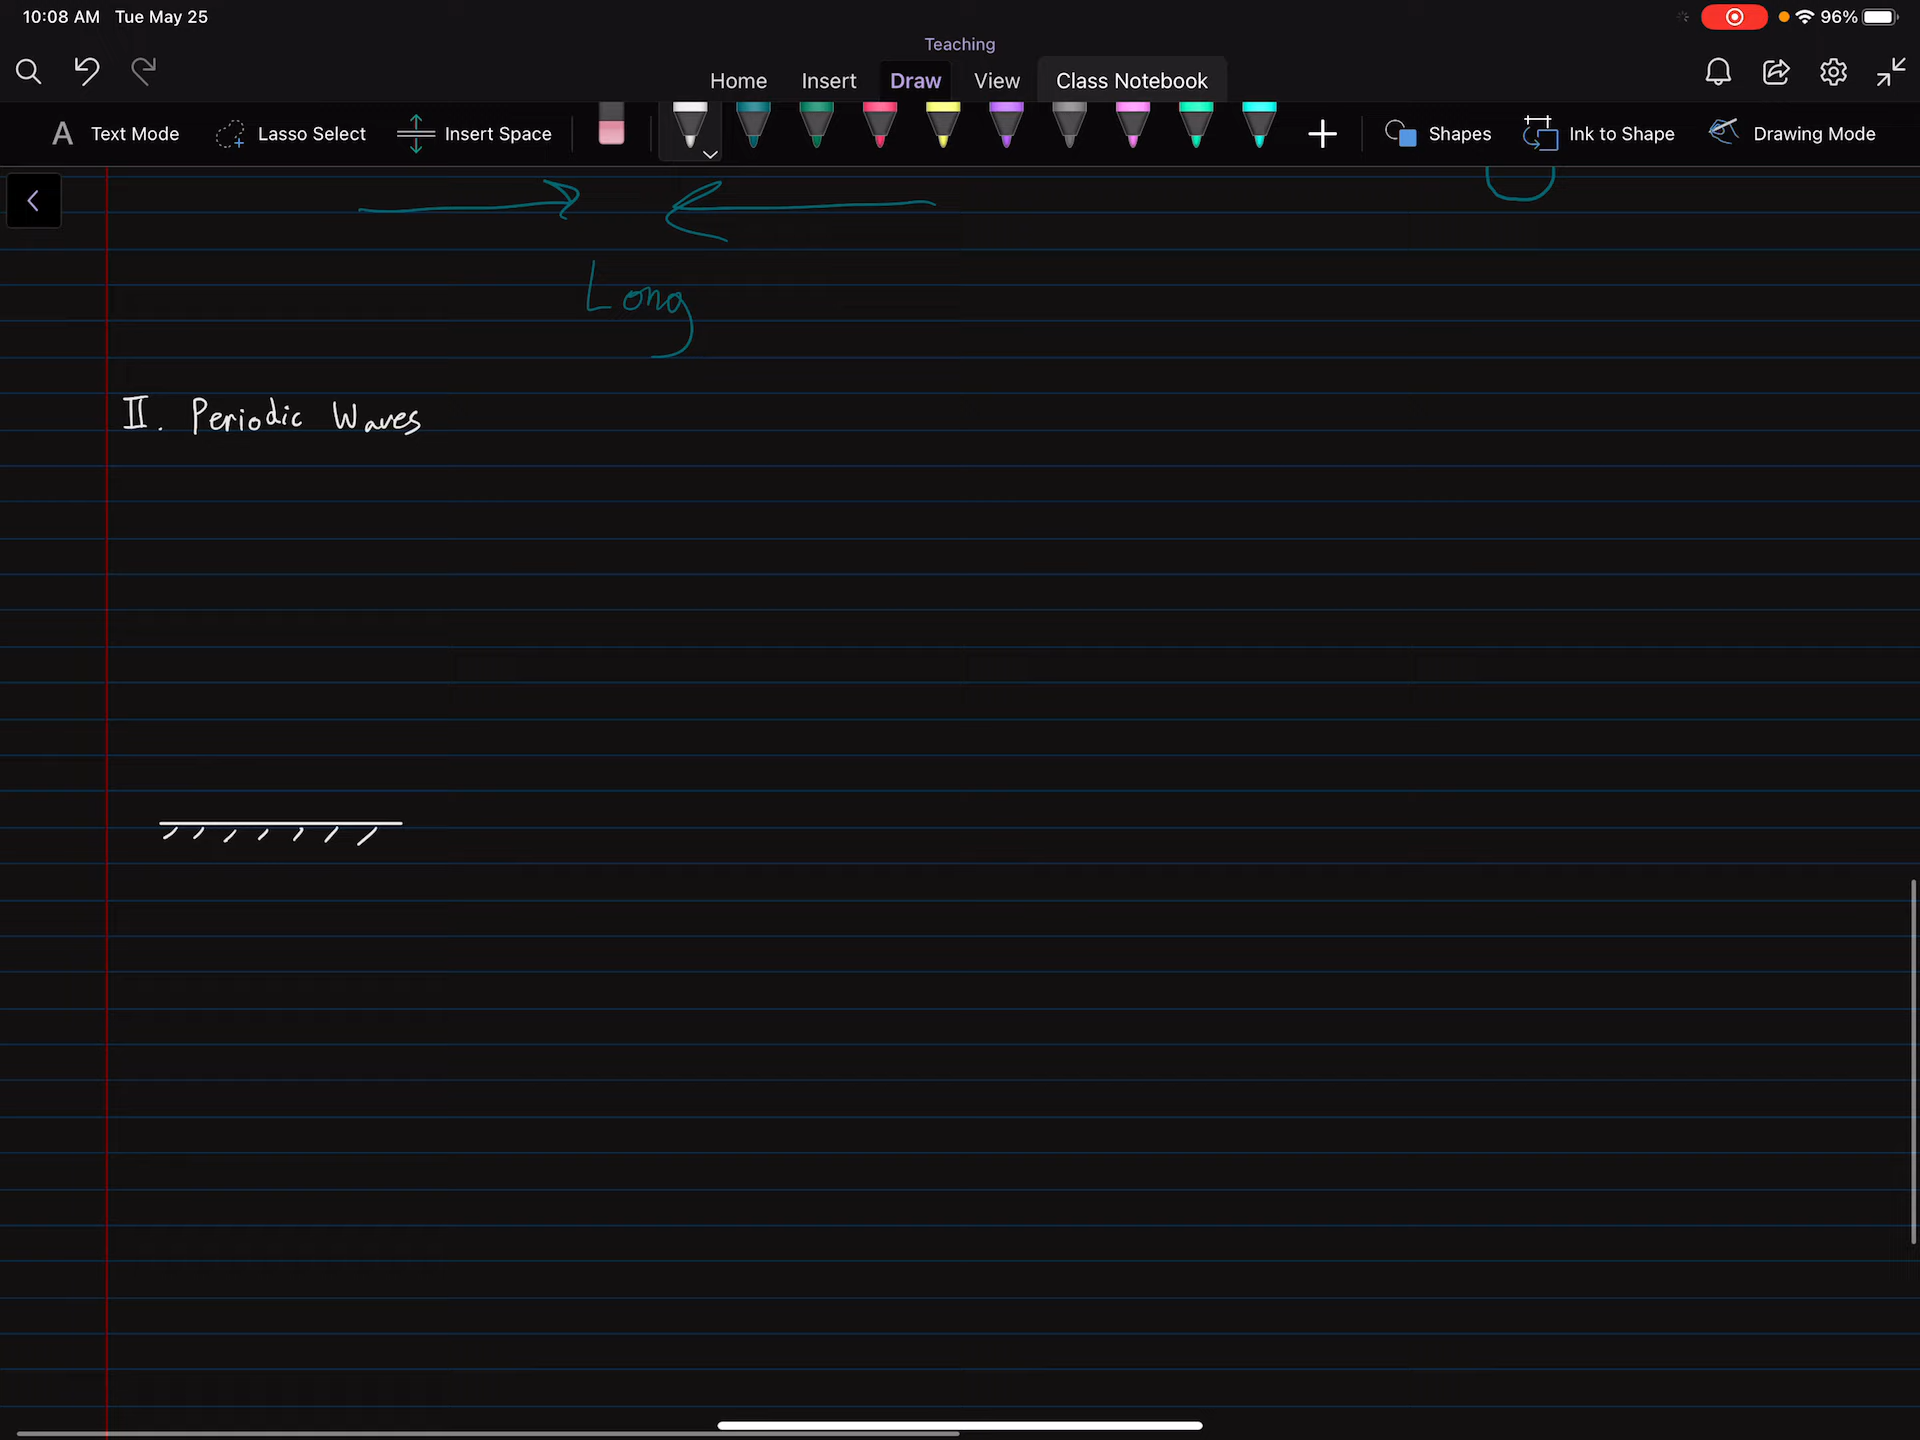 10:08 AM Tue May 25
96%
Teaching
Home Insert Draw View Class Notebook
Text Mode Lasso Select Insert Space Shapes Ink to Shape Drawing Mode
Long
II. Periodic Waves